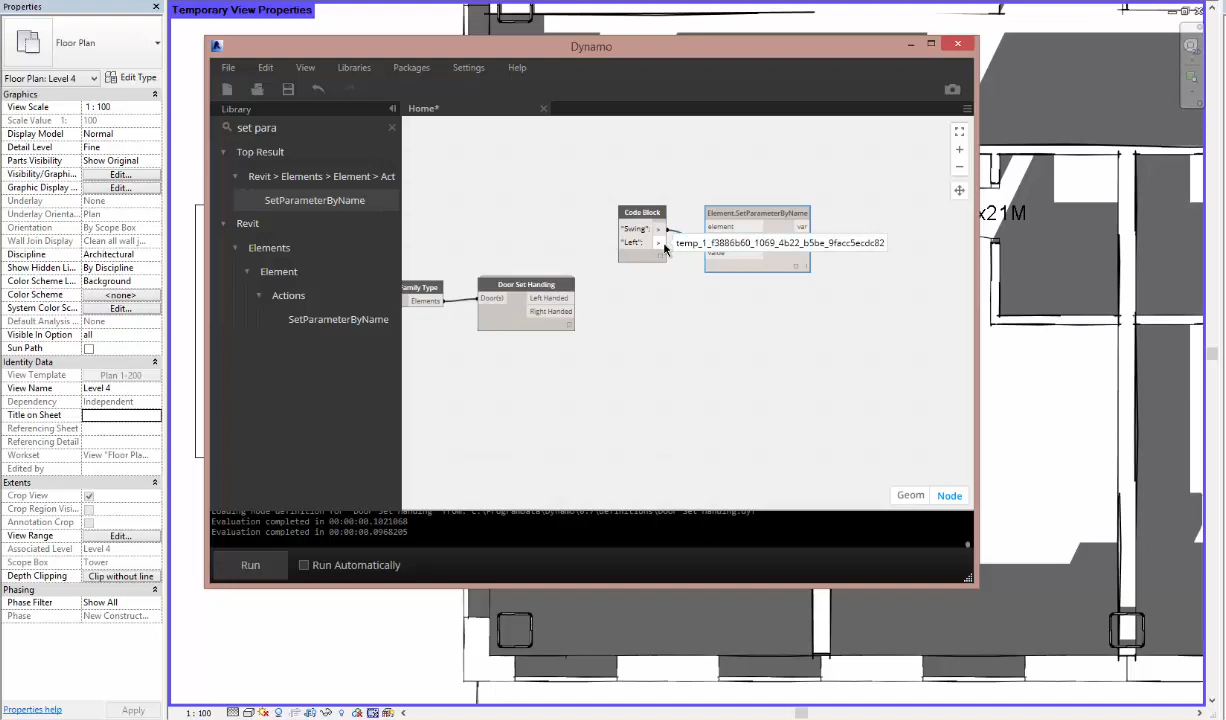 Properties
Floor Plan
Floor Plan: Level 4
Edit Type
Graphics
View Scale 1 : 100
Scale Value 1: 100
Display Model Normal
Detail Level Fine
Parts Visibility Show Original
Visibility/Graphi... Edit...
Graphic Display ... Edit...
Underlay None
Underlay Orienta... Plan
Wall Join Display Clean all wall j...
Discipline Architectural
Show Hidden Li... By Discipline
Color Scheme L... Background
Color Scheme <none>
System Color Sc... Edit...
Default Analysis ... None
Visible In Option all
Sun Path
Identity Data
View Template Plan 1-200
View Name Level 4
Dependency Independent
Title on Sheet
Referencing Sheet
Referencing Detail
Workset View "Floor Pla...
Edited by
Extents
Crop View
Crop Region Visi...
Annotation Crop
View Range Edit...
Associated Level Level 4
Scope Box Tower
Depth Clipping Clip without line
Phasing
Phase Filter Show All
Phase New Construct...
Properties help
Apply
Temporary View Properties
Dynamo
File Edit View Libraries Packages Settings Help
Library
Home*
set para
Top Result
Revit > Elements > Element > Act
SetParameterByName
Revit
Elements
Element
Actions
SetParameterByName
Family Type
Elements
Door Set Handing
Door(s) Left Handed
Right Handed
Code Block
"Swing": >
"Left": >
Element.SetParameterByName
element var
value
temp_1_f3886b60_1069_4b22_b5be_9facc5ecdc82
Geom Node
Evaluation completed in 00:00:00.1021068
Evaluation completed in 00:00:00.0968205
Run
Run Automatically
x21M
1 : 100